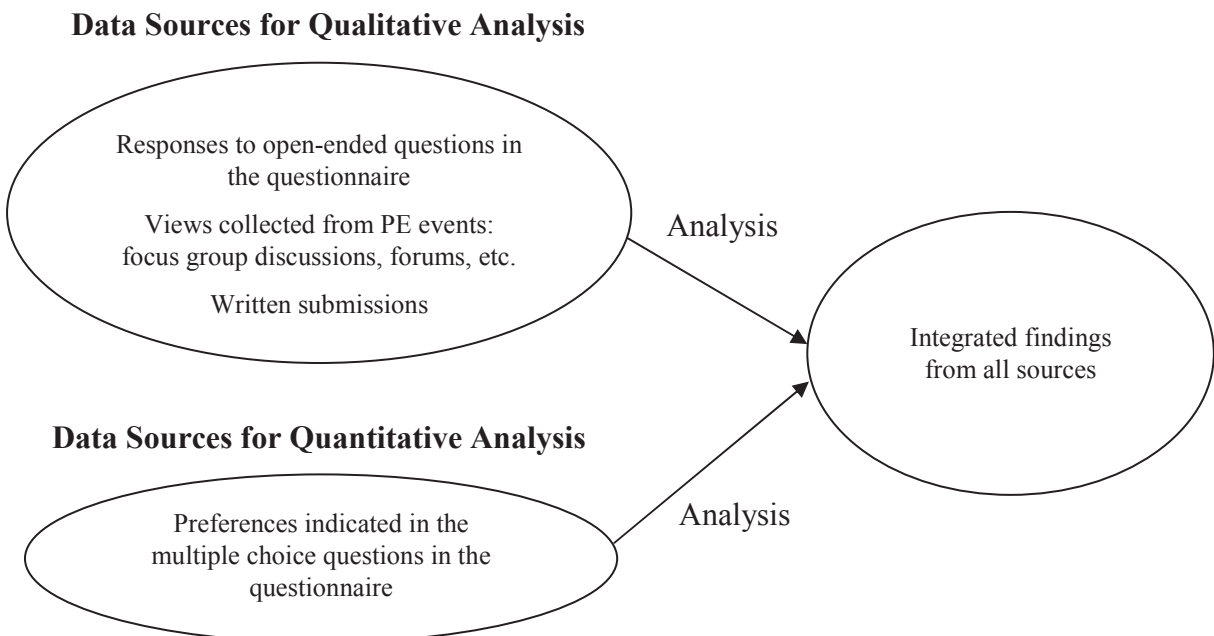 Data Sources for Qualitative Analysis
Responses to open-ended questions in
the questionnaire
Views collected from PE events:
focus group discussions, forums, etc.
Written submissions
Analysis
Integrated findings
from all sources
Data Sources for Quantitative Analysis
Preferences indicated in the
multiple choice questions in the
questionnaire
Analysis